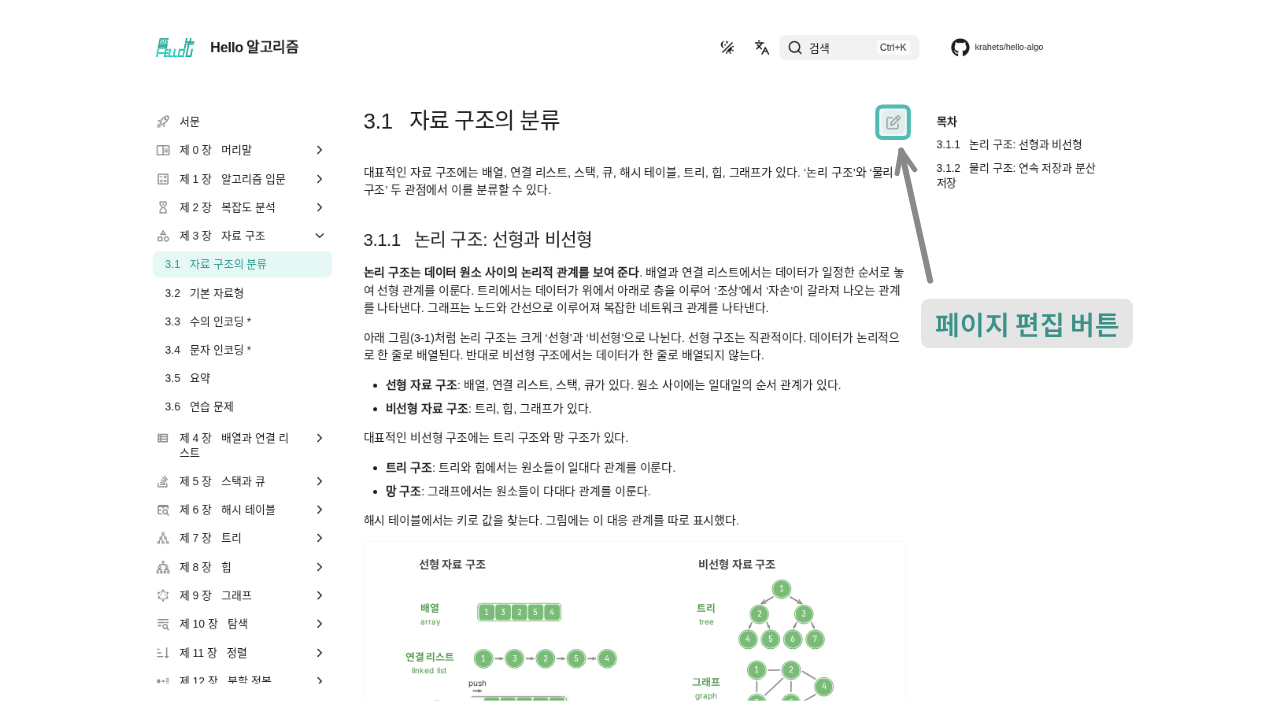 Hello 알고리즘
검색
Ctrl+K
krahets/hello-algo
서문
제 0 장 머리말
제 1 장 알고리즘 입문
제 2 장 복잡도 분석
제 3 장 자료 구조
3.1 자료 구조의 분류
3.2 기본 자료형
3.3 수의 인코딩 *
3.4 문자 인코딩 *
3.5 요약
3.6 연습 문제
제 4 장 배열과 연결 리
스트
제 5 장 스택과 큐
제 6 장 해시 테이블
제 7 장 트리
제 8 장 힙
제 9 장 그래프
제 10 장 탐색
제 11 장 정렬
제 12 장 분할 정복
3.1 자료 구조의 분류
대표적인 자료 구조에는 배열, 연결 리스트, 스택, 큐, 해시 테이블, 트리, 힙, 그래프가 있다. ‘논리 구조’와 ‘물리
구조’ 두 관점에서 이를 분류할 수 있다.
3.1.1 논리 구조: 선형과 비선형
논리 구조는 데이터 원소 사이의 논리적 관계를 보여 준다. 배열과 연결 리스트에서는 데이터가 일정한 순서로 놓
여 선형 관계를 이룬다. 트리에서는 데이터가 위에서 아래로 층을 이루어 ‘조상’에서 ‘자손’이 갈라져 나오는 관계
를 나타낸다. 그래프는 노드와 간선으로 이루어져 복잡한 네트워크 관계를 나타낸다.
아래 그림(3-1)처럼 논리 구조는 크게 ‘선형’과 ‘비선형’으로 나뉜다. 선형 구조는 직관적이다. 데이터가 논리적으
로 한 줄로 배열된다. 반대로 비선형 구조에서는 데이터가 한 줄로 배열되지 않는다.
• 선형 자료 구조: 배열, 연결 리스트, 스택, 큐가 있다. 원소 사이에는 일대일의 순서 관계가 있다.
• 비선형 자료 구조: 트리, 힙, 그래프가 있다.
대표적인 비선형 구조에는 트리 구조와 망 구조가 있다.
• 트리 구조: 트리와 힙에서는 원소들이 일대다 관계를 이룬다.
• 망 구조: 그래프에서는 원소들이 다대다 관계를 이룬다.
해시 테이블에서는 키로 값을 찾는다. 그림에는 이 대응 관계를 따로 표시했다.
선형 자료 구조
배열
array
1 3 2 5 4
연결 리스트
linked list
1 3 2 5 4
push
비선형 자료 구조
트리
tree
1
2 3
4 5 6 7
그래프
graph
1 2
4
목차
3.1.1 논리 구조: 선형과 비선형
3.1.2 물리 구조: 연속 저장과 분산
저장
페이지 편집 버튼